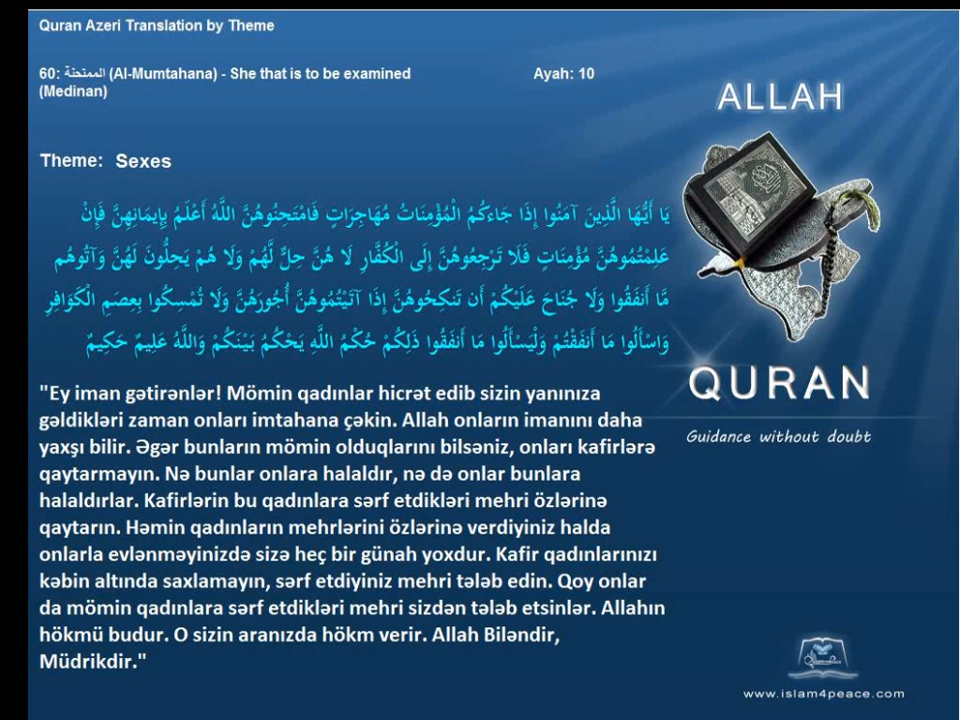 Quran Azeri Translation by Theme
60: الممتحنة (Al-Mumtahana) - She that is to be examined
(Medinan)
Ayah: 10
Theme: Sexes
يَا أَيُّهَا الَّذِينَ آمَنُوا إِذَا جَاءَكُمُ الْمُؤْمِنَاتُ مُهَاجِرَاتٍ فَامْتَحِنُوهُنَّ اللَّهُ أَعْلَمُ بِإِيمَانِهِنَّ فَإِنْ
عَلِمْتُمُوهُنَّ مُؤْمِنَاتٍ فَلَا تَرْجِعُوهُنَّ إِلَى الْكُفَّارِ لَا هُنَّ حِلٌّ لَّهُمْ وَلَا هُمْ يَحِلُّونَ لَهُنَّ وَآتُوهُم
مَّا أَنفَقُوا وَلَا جُنَاحَ عَلَيْكُمْ أَن تَنكِحُوهُنَّ إِذَا آتَيْتُمُوهُنَّ أُجُورَهُنَّ وَلَا تُمْسِكُوا بِعِصَمِ الْكَوَافِرِ
وَاسْأَلُوا مَا أَنفَقْتُمْ وَلْيَسْأَلُوا مَا أَنفَقُوا ذَلِكُمْ حُكْمُ اللَّهِ يَحْكُمُ بَيْنَكُمْ وَاللَّهُ عَلِيمٌ حَكِيمٌ
"Ey iman gətirənlər! Mömin qadınlar hicrət edib sizin yanınıza
gəldikləri zaman onları imtahana çəkin. Allah onların imanını daha
yaxşı bilir. Əgər bunların mömin olduqlarını bilsəniz, onları kafirlərə
qaytarmayın. Nə bunlar onlara halaldır, nə də onlar bunlara
halaldırlar. Kafirlərin bu qadınlara sərf etdikləri mehri özlərinə
qaytarın. Həmin qadınların mehrlərini özlərinə verdiyiniz halda
onlarla evlənməyinizdə sizə heç bir günah yoxdur. Kafir qadınlarınızı
kəbin altında saxlamayın, sərf etdiyiniz mehri tələb edin. Qoy onlar
da mömin qadınlara sərf etdikləri mehri sizdən tələb etsinlər. Allahın
hökmü budur. O sizin aranızda hökm verir. Allah Biləndir,
Müdrikdir."
ALLAH
QURAN
Guidance without doubt
www.islam4peace.com